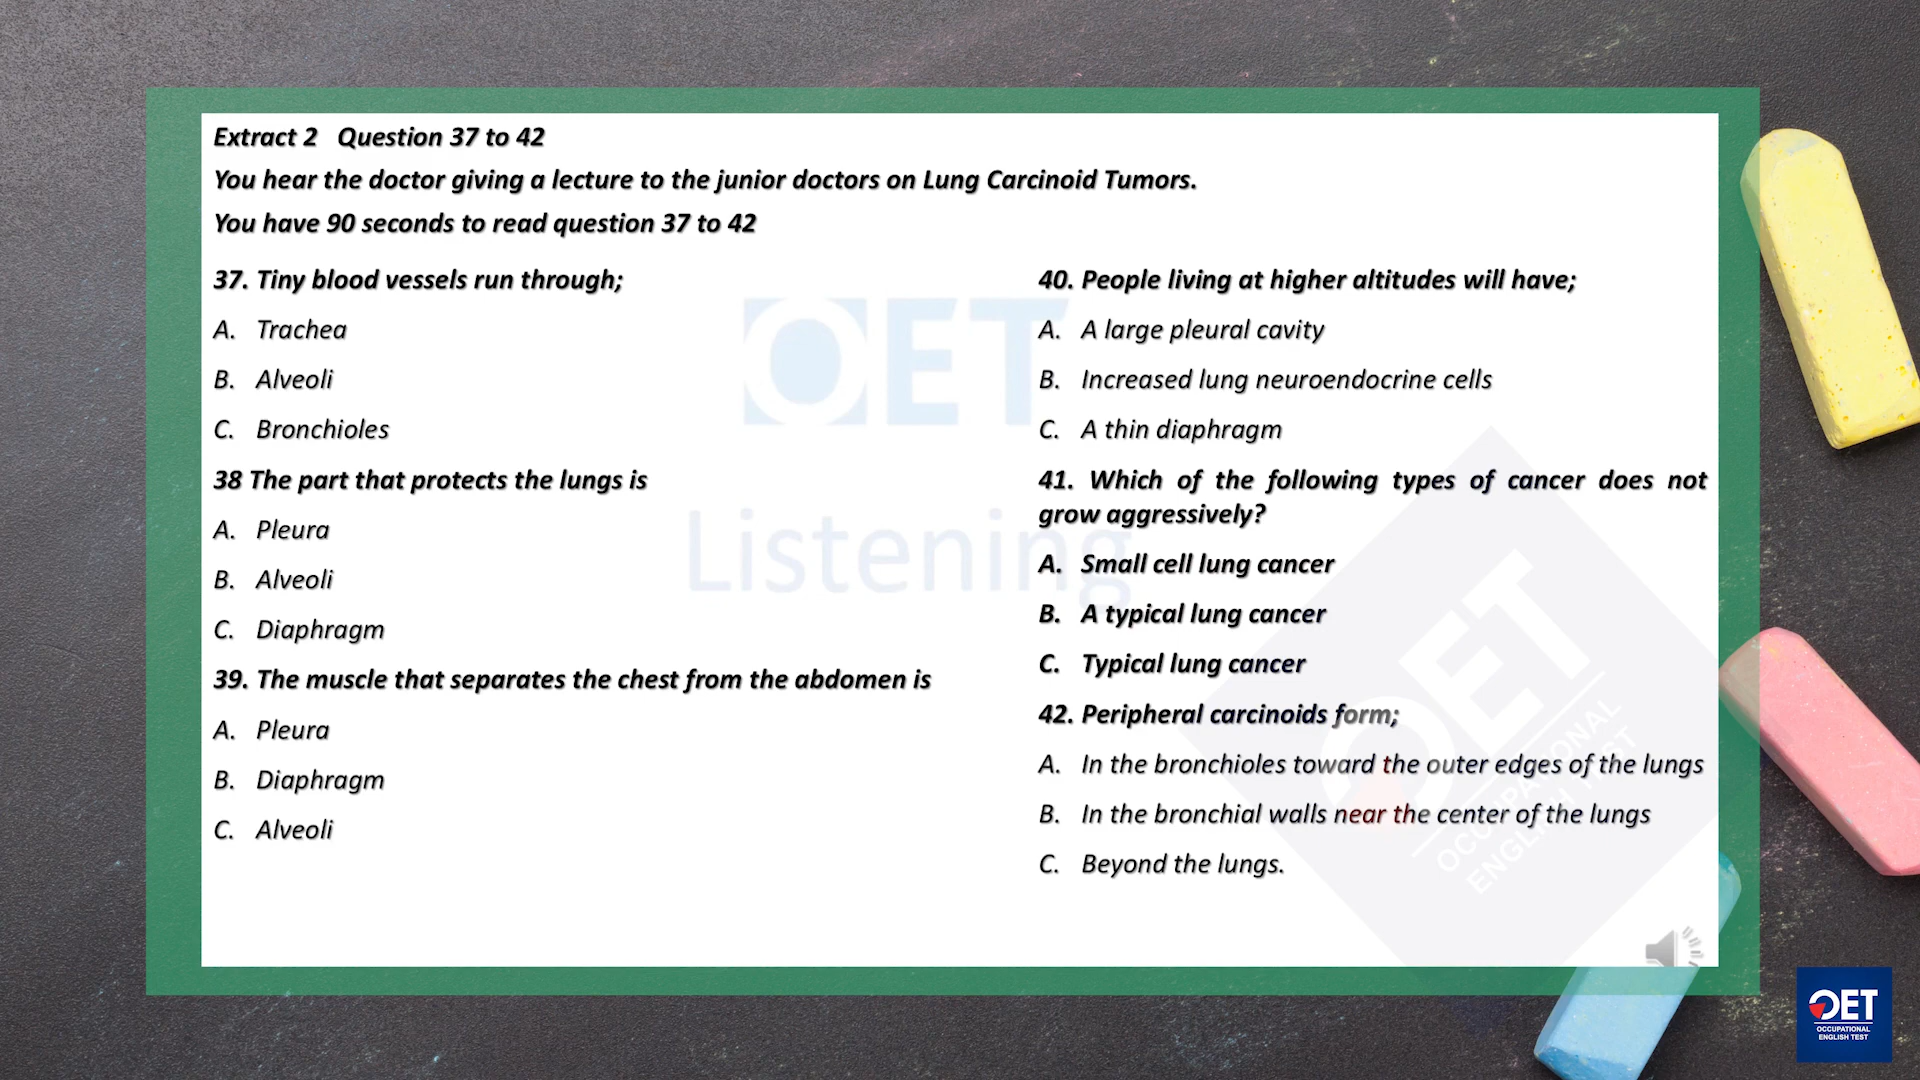 Extract 2 Question 37 to 42
You hear the doctor giving a lecture to the junior doctors on Lung Carcinoid Tumors.
You have 90 seconds to read question 37 to 42
37. Tiny blood vessels run through;
A. Trachea
B. Alveoli
C. Bronchioles
38 The part that protects the lungs is
A. Pleura
B. Alveoli
C. Diaphragm
39. The muscle that separates the chest from the abdomen is
A. Pleura
B. Diaphragm
C. Alveoli
40. People living at higher altitudes will have;
A. A large pleural cavity
B. Increased lung neuroendocrine cells
C. A thin diaphragm
41. Which of the following types of cancer does not
grow aggressively?
A. Small cell lung cancer
B. A typical lung cancer
C. Typical lung cancer
42. Peripheral carcinoids form;
A. In the bronchioles toward the outer edges of the lungs
B. In the bronchial walls near the center of the lungs
C. Beyond the lungs.
OET
Listening
OET
OCCUPATIONAL
ENGLISH TEST
OET
OCCUPATIONAL
ENGLISH TEST